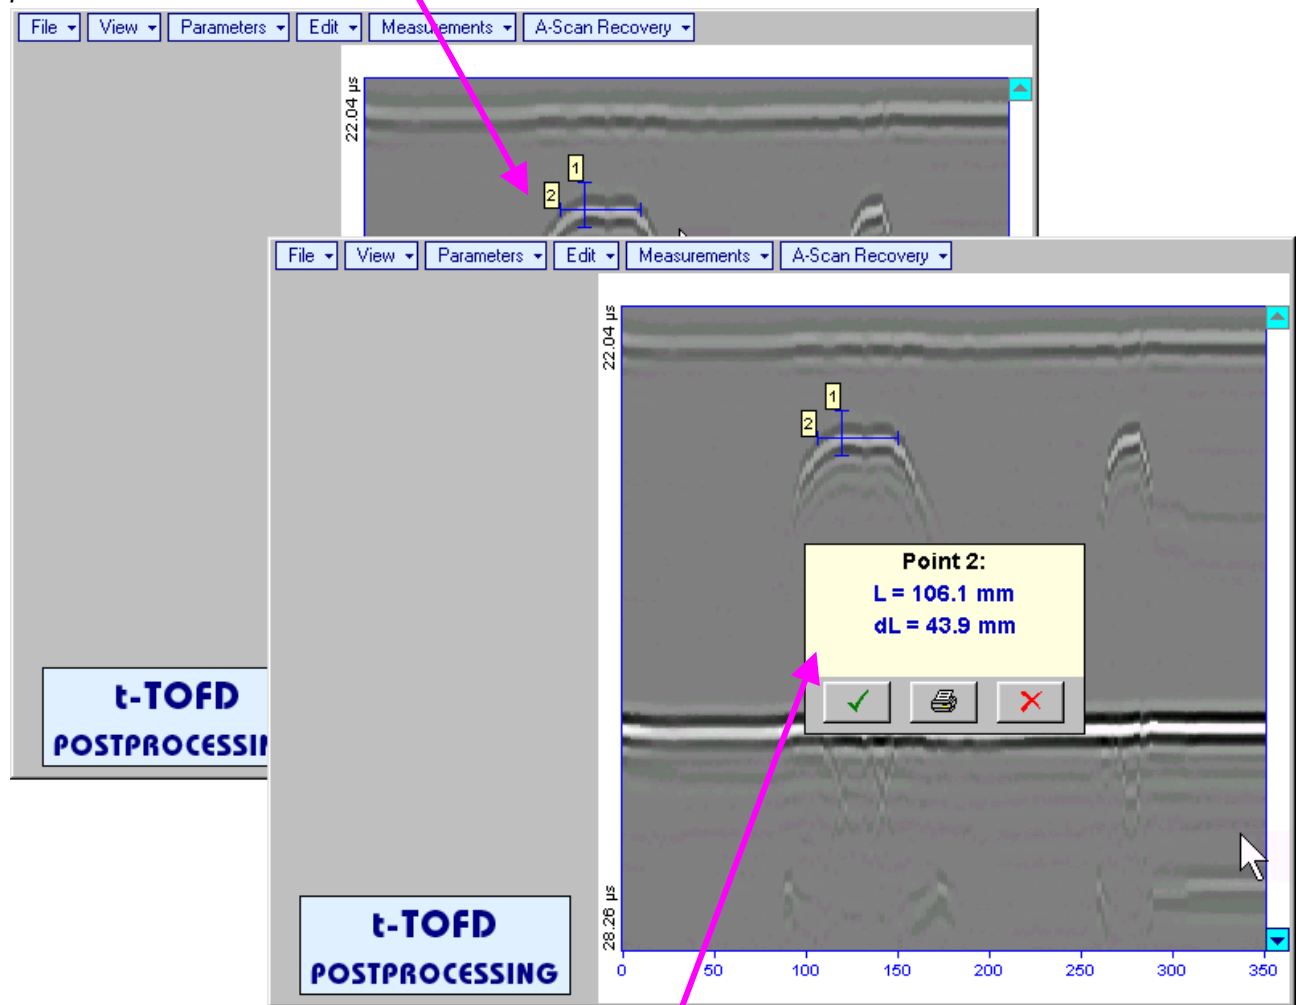 File View Parameters Edit Measurements A-Scan Recovery
22.04 µs
1
2
t-TOFD
POSTPROCESSIN
File View Parameters Edit Measurements A-Scan Recovery
22.04 µs
1
2
Point 2:
L = 106.1 mm
dL = 43.9 mm
28.26 µs
0 50 100 150 200 250 300 350
t-TOFD
POSTPROCESSING